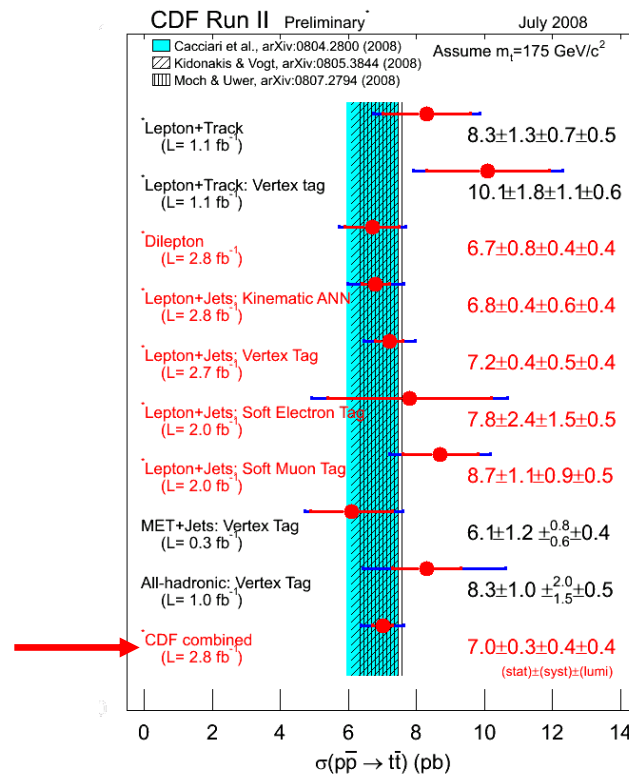 CDF Run II Preliminary* July 2008
Cacciari et al., arXiv:0804.2800 (2008)
Assume mₜ=175 GeV/c²
Kidonakis & Vogt, arXiv:0805.3844 (2008)
Moch & Uwer, arXiv:0807.2794 (2008)
*Lepton+Track
(L= 1.1 fb⁻¹)
8.3±1.3±0.7±0.5
*Lepton+Track: Vertex tag
(L= 1.1 fb⁻¹)
10.1±1.8±1.1±0.6
*Dilepton
(L= 2.8 fb⁻¹)
6.7±0.8±0.4±0.4
*Lepton+Jets: Kinematic ANN
(L= 2.8 fb⁻¹)
6.8±0.4±0.6±0.4
*Lepton+Jets: Vertex Tag
(L= 2.7 fb⁻¹)
7.2±0.4±0.5±0.4
*Lepton+Jets: Soft Electron Tag
(L= 2.0 fb⁻¹)
7.8±2.4±1.5±0.5
*Lepton+Jets: Soft Muon Tag
(L= 2.0 fb⁻¹)
8.7±1.1±0.9±0.5
MET+Jets: Vertex Tag
(L= 0.3 fb⁻¹)
6.1±1.2 ±0.8 0.6±0.4
All-hadronic: Vertex Tag
(L= 1.0 fb⁻¹)
8.3±1.0 ±2.0 1.5±0.5
*CDF combined
(L= 2.8 fb⁻¹)
7.0±0.3±0.4±0.4
(stat)±(syst)±(lumi)
0 2 4 6 8 10 12 14
σ(pp̅ → tt̅) (pb)